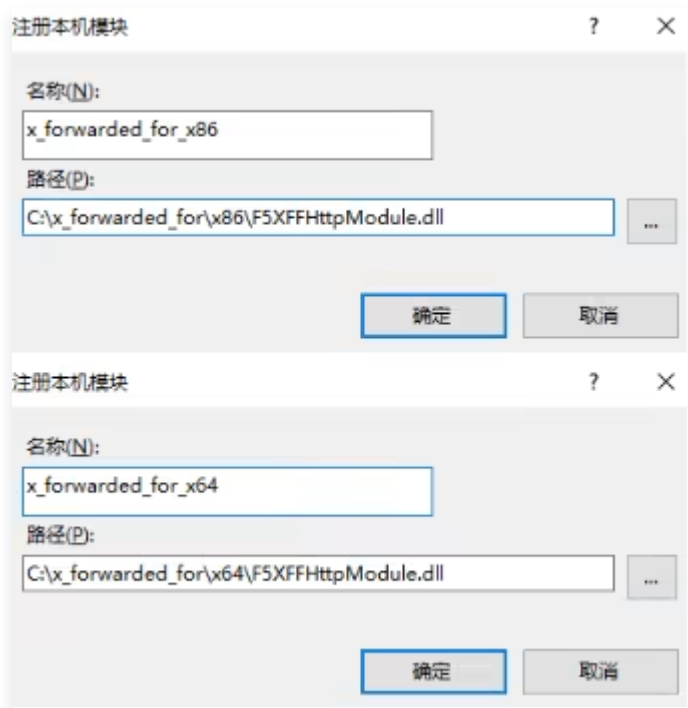 注册本机模块 ?
名称(N):
x_forwarded_for_x86
路径(P):
C:\x_forwarded_for\x86\F5XFFHttpModule.dll ...
确定 取消
注册本机模块 ?
名称(N):
x_forwarded_for_x64
路径(P):
C:\x_forwarded_for\x64\F5XFFHttpModule.dll ...
确定 取消